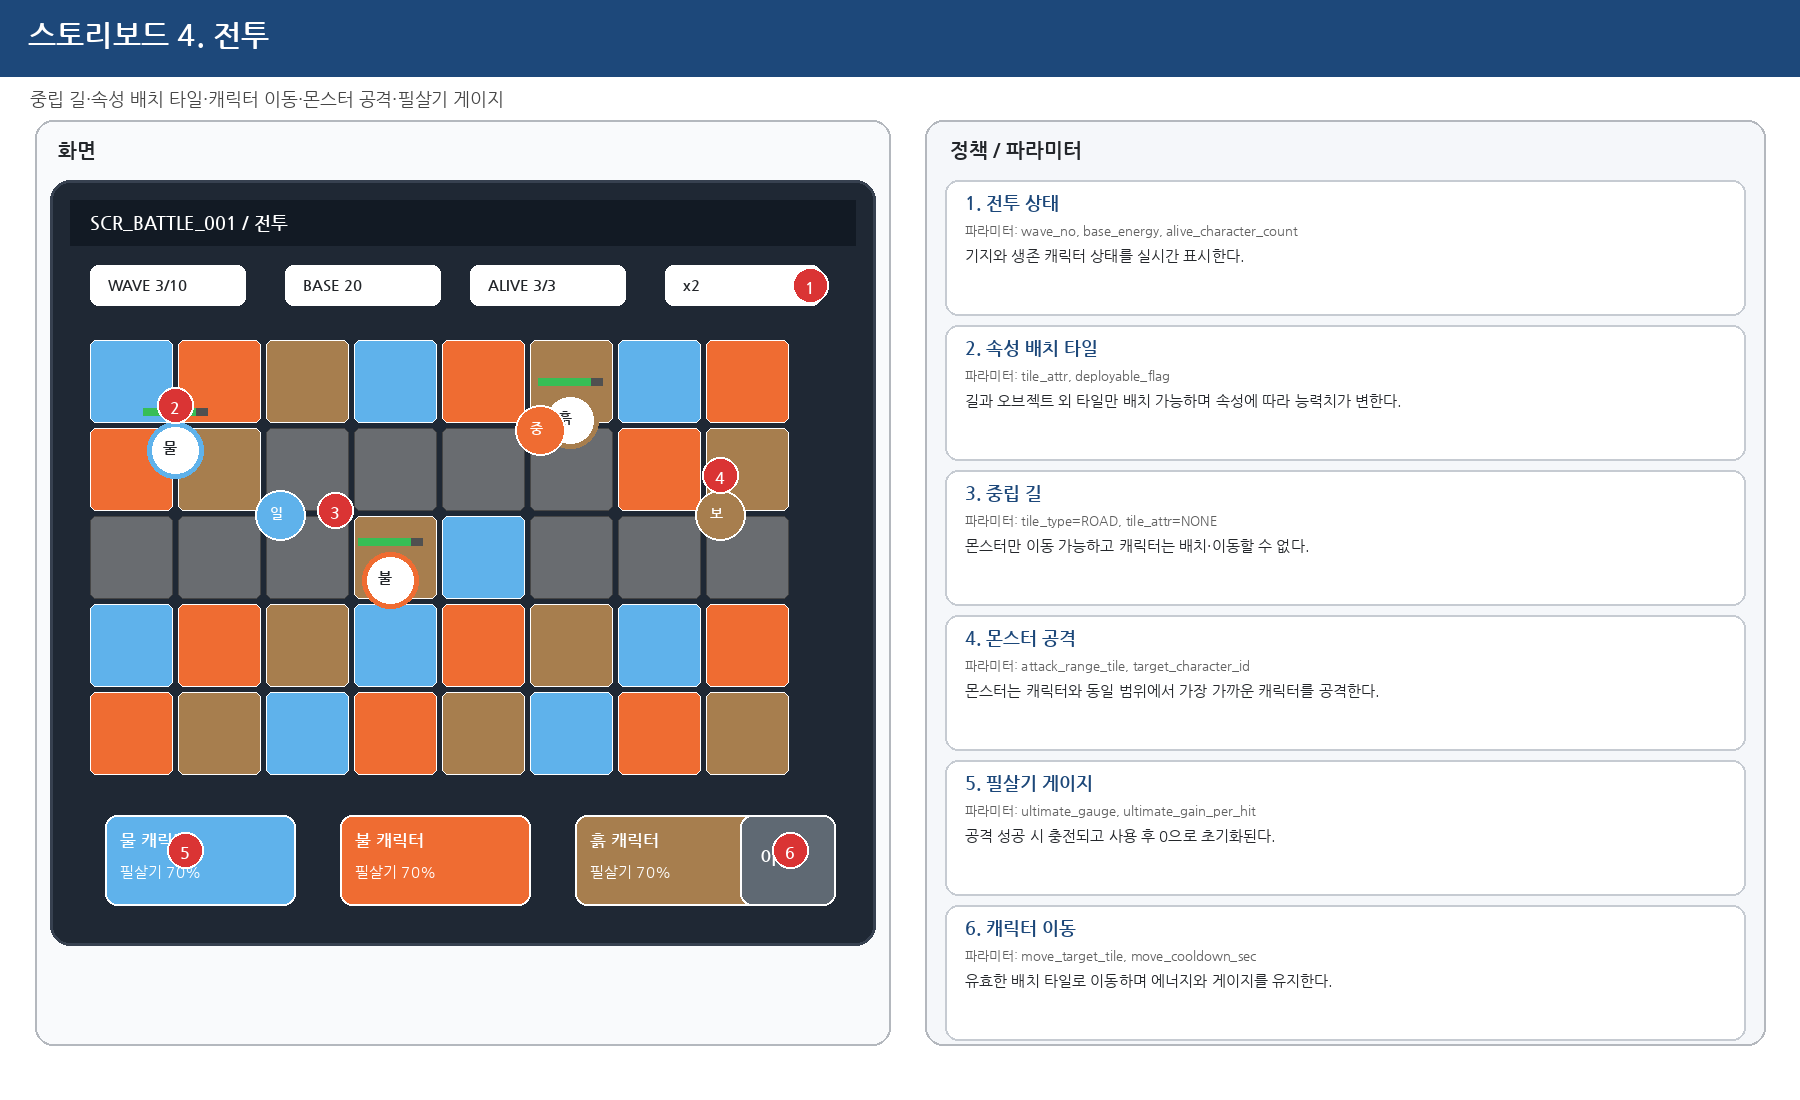 스토리보드 4. 전투
중립 길·속성 배치 타일·캐릭터 이동·몬스터 공격·필살기 게이지
화면
SCR_BATTLE_001 / 전투
WAVE 3/10
BASE 20
ALIVE 3/3
x2
1
2
물
중
흙
4
일
3
보
불
물 캐릭
5
필살기 70%
불 캐릭터
필살기 70%
흙 캐릭터
필살기 70%
6
정책 / 파라미터
1. 전투 상태
파라미터: wave_no, base_energy, alive_character_count
기지와 생존 캐릭터 상태를 실시간 표시한다.
2. 속성 배치 타일
파라미터: tile_attr, deployable_flag
길과 오브젝트 외 타일만 배치 가능하며 속성에 따라 능력치가 변한다.
3. 중립 길
파라미터: tile_type=ROAD, tile_attr=NONE
몬스터만 이동 가능하고 캐릭터는 배치·이동할 수 없다.
4. 몬스터 공격
파라미터: attack_range_tile, target_character_id
몬스터는 캐릭터와 동일 범위에서 가장 가까운 캐릭터를 공격한다.
5. 필살기 게이지
파라미터: ultimate_gauge, ultimate_gain_per_hit
공격 성공 시 충전되고 사용 후 0으로 초기화된다.
6. 캐릭터 이동
파라미터: move_target_tile, move_cooldown_sec
유효한 배치 타일로 이동하며 에너지와 게이지를 유지한다.